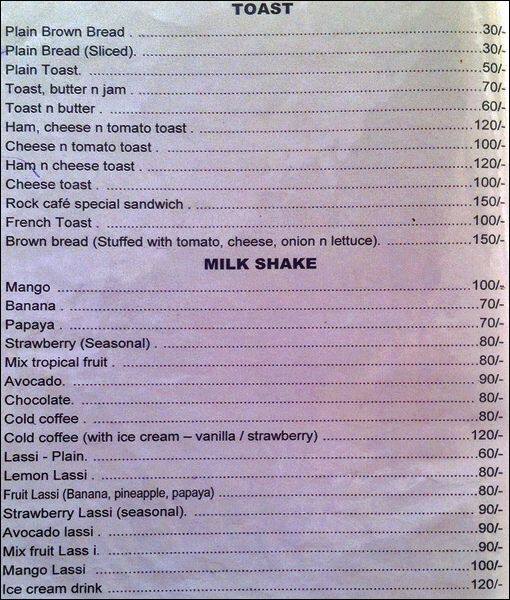 TOAST
Plain Brown Bread . 30/-
Plain Bread (Sliced). 30/-
Plain Toast. 50/-
Toast, butter n jam . 70/-
Toast n butter . 60/-
Ham, cheese n tomato toast . 120/-
Cheese n tomato toast . 100/-
Ham n cheese toast . 120/-
Cheese toast . 100/-
Rock café special sandwich . 150/-
French Toast . 100/-
Brown bread (Stuffed with tomato, cheese, onion n lettuce). 150/-
MILK SHAKE
Mango 100/-
Banana . 70/-
Papaya . 70/-
Strawberry (Seasonal) . 80/-
Mix tropical fruit . 80/-
Avocado. 90/-
Chocolate. 80/-
Cold coffee . 80/-
Cold coffee (with ice cream – vanilla / strawberry) 120/-
Lassi - Plain. 60/-
Lemon Lassi . 80/-
Fruit Lassi (Banana, pineapple, papaya) 80/-
Strawberry Lassi (seasonal). 90/-
Avocado lassi . 90/-
Mix fruit Lass i. 90/-
Mango Lassi 100/-
Ice cream drink 120/-